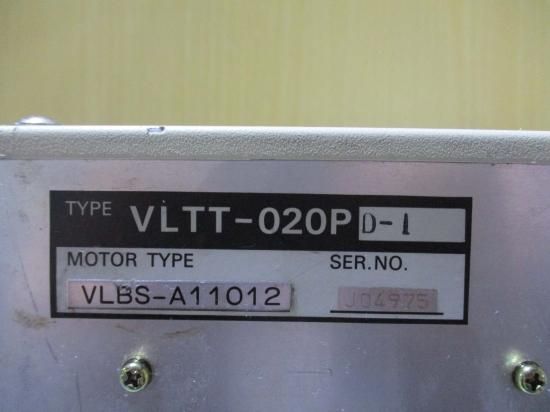 TYPE VLTT-020P D-1
MOTOR TYPE SER.NO.
VLBS-A11012 J04975